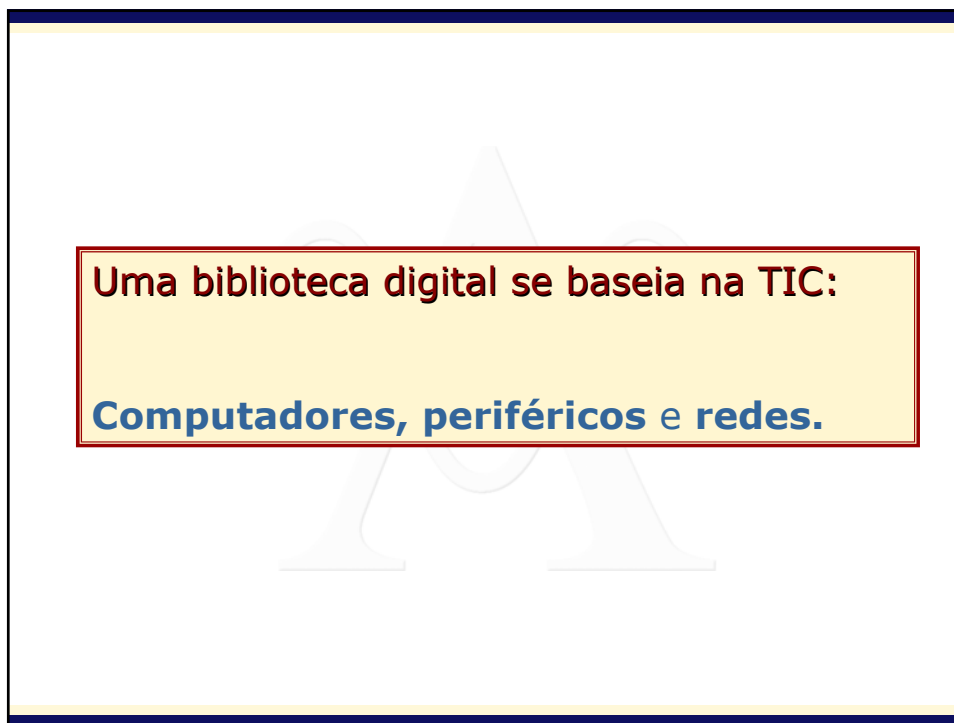 Uma biblioteca digital se baseia na TIC:
Computadores, periféricos e redes.